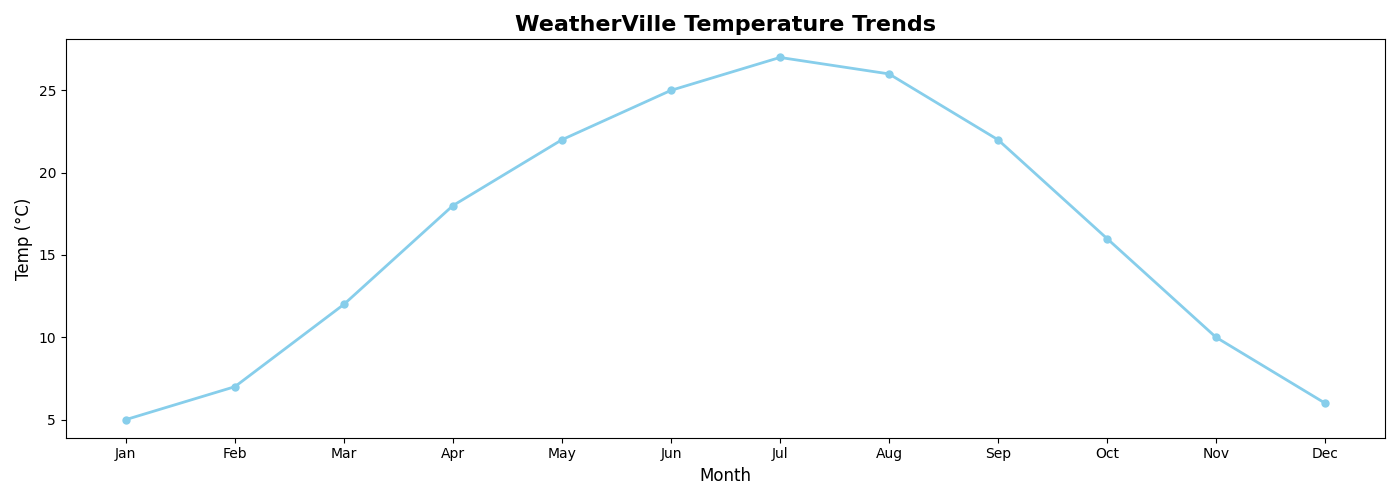 WeatherVille Temperature Trends
Temp (°C)
25
20
15
10
5
Jan Feb Mar Apr May Jun Jul Aug Sep Oct Nov Dec
Month